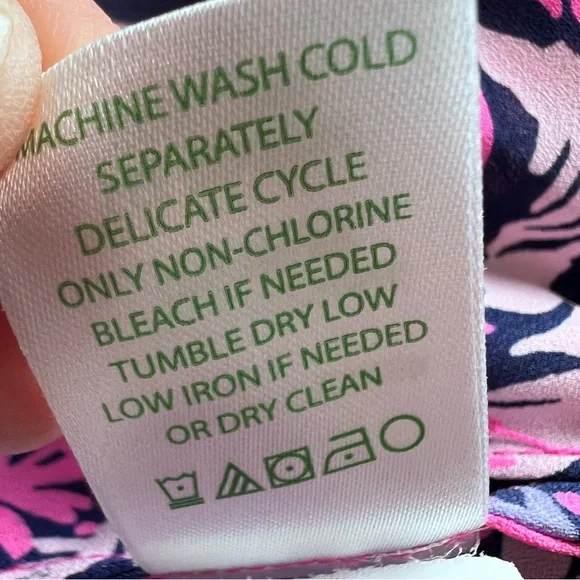 MACHINE WASH COLD
SEPARATELY
DELICATE CYCLE
ONLY NON-CHLORINE
BLEACH iF NEEDED
TUMBLE DRY LOW
LOW IRON IF NEEDED
OR DRY CLEAN